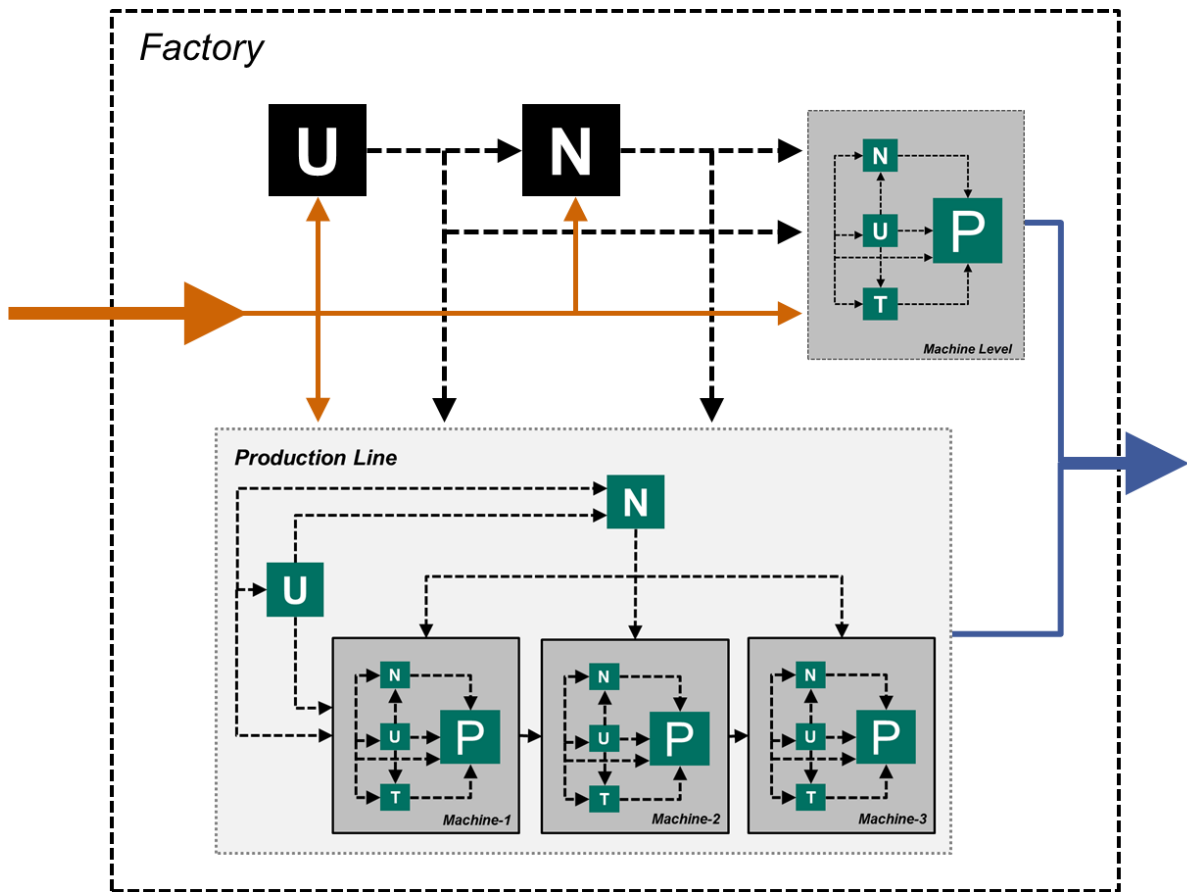 Factory
U
N
N
U
P
T
Machine Level
Production Line
N
U
N
U
P
T
Machine-1
N
U
P
T
Machine-2
N
U
P
T
Machine-3